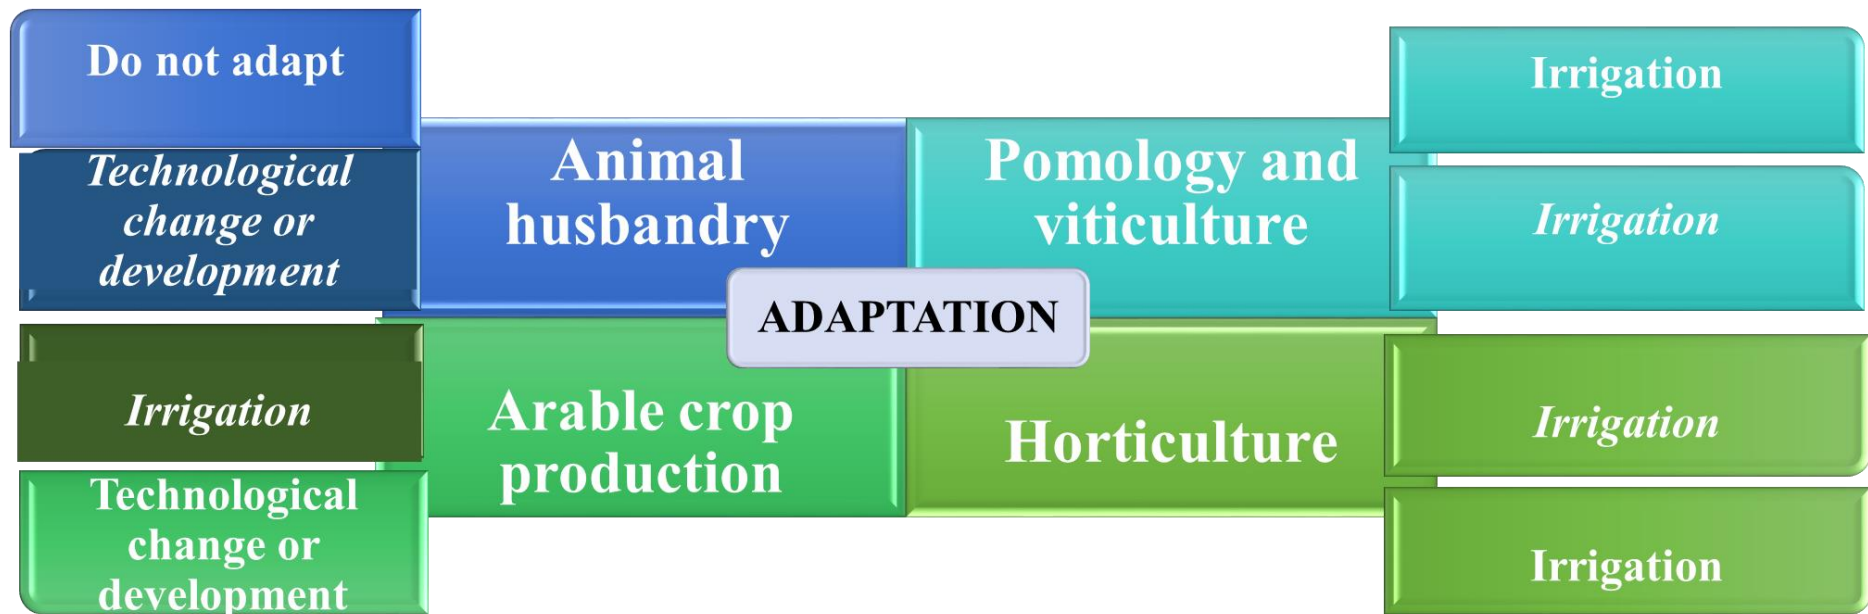 Do not adapt
Technological
change or
development
Irrigation
Technological
change or
development
Animal
husbandry
Pomology and
viticulture
ADAPTATION
Arable crop
production
Horticulture
Irrigation
Irrigation
Irrigation
Irrigation